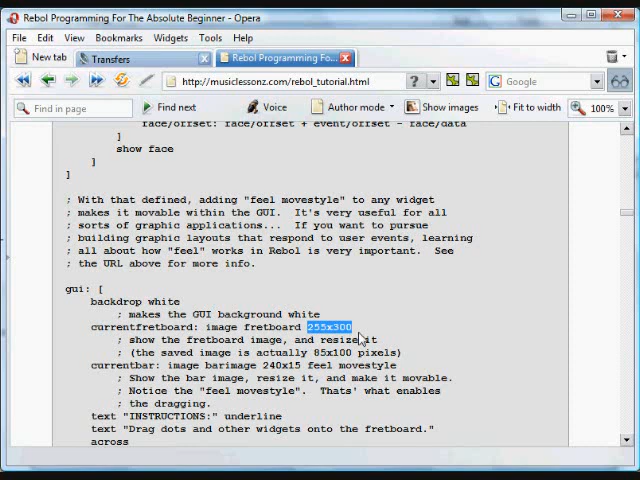 Rebol Programming For The Absolute Beginner - Opera
File Edit View Bookmarks Widgets Tools Help
New tab Transfers Rebol Programming Fo...
http://musiclessonz.com/rebol_tutorial.html ? Google
Find in page Find next Voice Author mode Show images Fit to width 100%
face/offset: face/offset + event/offset - face/data
]
show face
]
]
; With that defined, adding "feel movestyle" to any widget
; makes it movable within the GUI. It's very useful for all
; sorts of graphic applications... If you want to pursue
; building graphic layouts that respond to user events, learning
; all about how "feel" works in Rebol is very important. See
; the URL above for more info.
gui: [
backdrop white
; makes the GUI background white
currentfretboard: image fretboard 255x300
; show the fretboard image, and resize it
; (the saved image is actually 85x100 pixels)
currentbar: image barimage 240x15 feel movestyle
; Show the bar image, resize it, and make it movable.
; Notice the "feel movestyle". Thats' what enables
; the dragging.
text "INSTRUCTIONS:" underline
text "Drag dots and other widgets onto the fretboard."
across